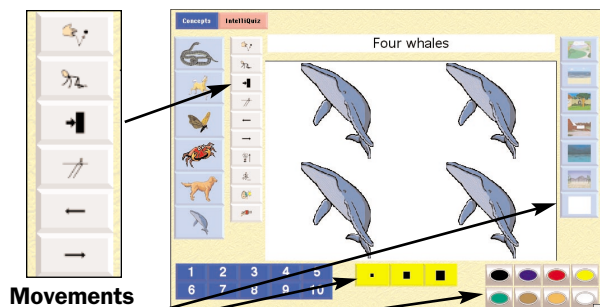 Concepts IntelliQuiz
Four whales
1 2 3 4 5
6 7 8 9 10
Movements